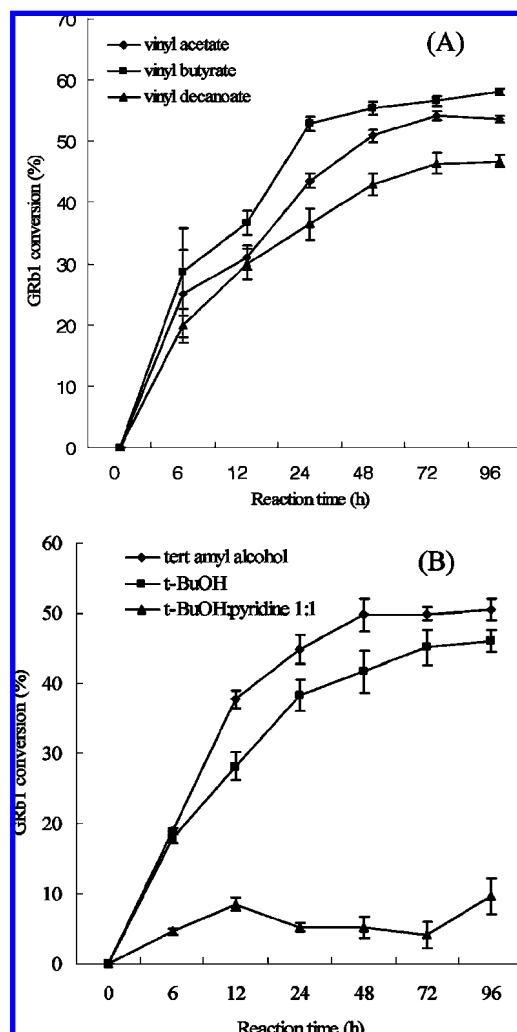 (A)
vinyl acetate
vinyl butyrate
vinyl decanoate
GRb1 conversion (%)
70
60
50
40
30
20
10
0
0 6 12 24 48 72 96
Reaction time (h)
(B)
tert amyl alcohol
t-BuOH
t-BuOH:pyridine 1:1
GRb1 conversion (%)
60
50
40
30
20
10
0
0 6 12 24 48 72 96
Reaction time (h)